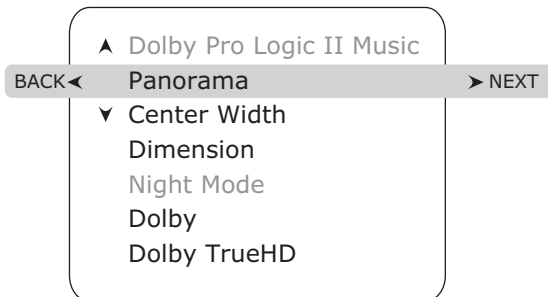 Dolby Pro Logic II Music
BACK Panorama NEXT
Center Width
Dimension
Night Mode
Dolby
Dolby TrueHD